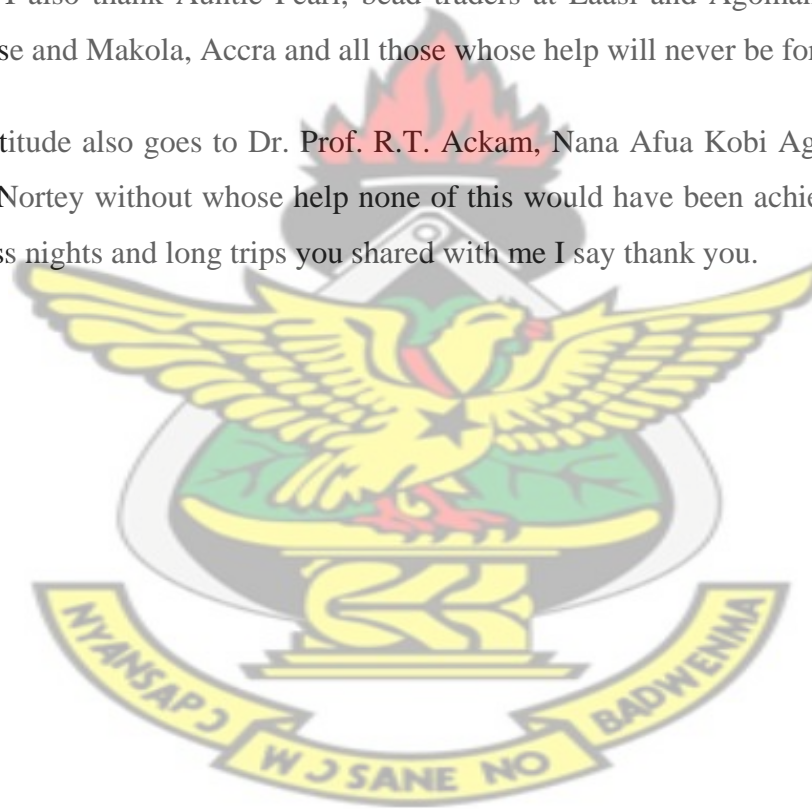 I also thank Auntie Pearl, bead traders at Laasi and Agoman
se and Makola, Accra and all those whose help will never be for
titude also goes to Dr. Prof. R.T. Ackam, Nana Afua Kobi Ag
Nortey without whose help none of this would have been achie
ss nights and long trips you shared with me I say thank you.
NYANSAPƆ
WƆSANE NO
BADWENMA